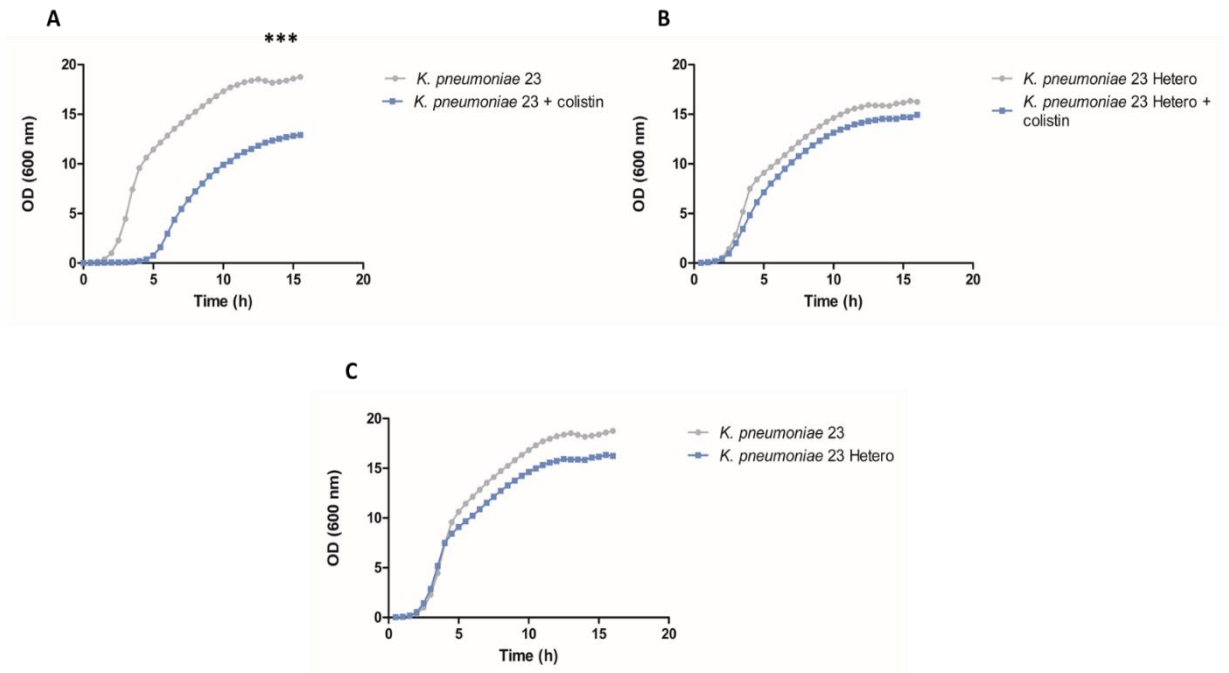 A
***
20
15
10
5
0
OD (600 nm)
0 5 10 15 20
Time (h)
K. pneumoniae 23
K. pneumoniae 23 + colistin
B
20
15
10
5
0
OD (600 nm)
0 5 10 15 20
Time (h)
K. pneumoniae 23 Hetero
K. pneumoniae 23 Hetero +
colistin
C
20
15
10
5
0
OD (600 nm)
0 5 10 15 20
Time (h)
K. pneumoniae 23
K. pneumoniae 23 Hetero